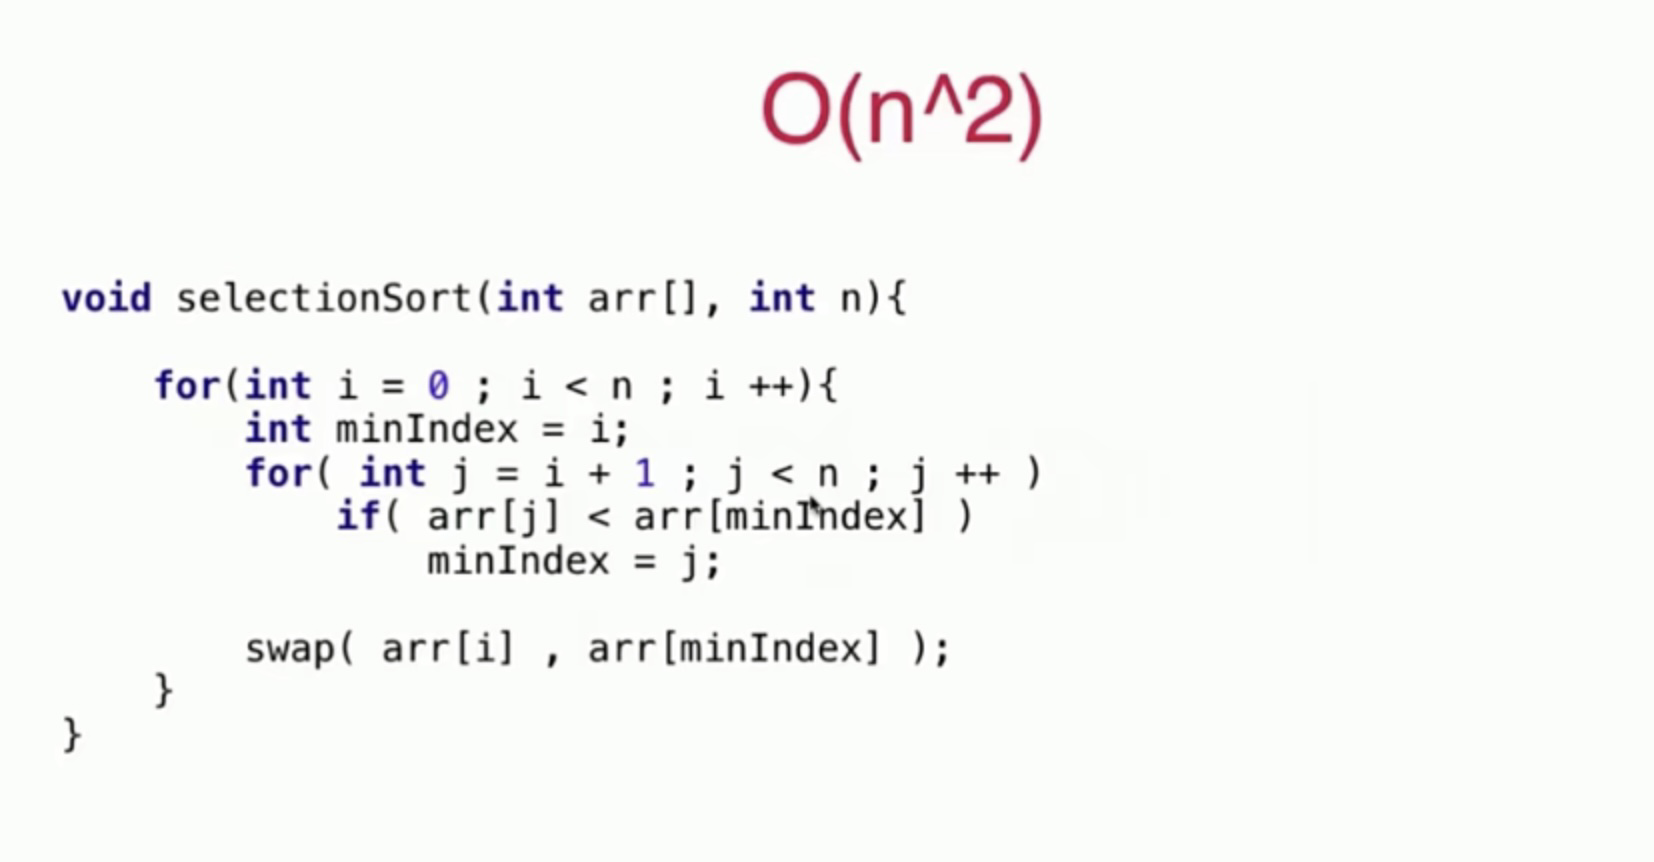 O(n^2)
void selectionSort(int arr[], int n){
for(int i = 0 ; i < n ; i ++){
int minIndex = i;
for( int j = i + 1 ; j < n ; j ++ )
if( arr[j] < arr[minIndex] )
minIndex = j;
swap( arr[i] , arr[minIndex] );
}
}